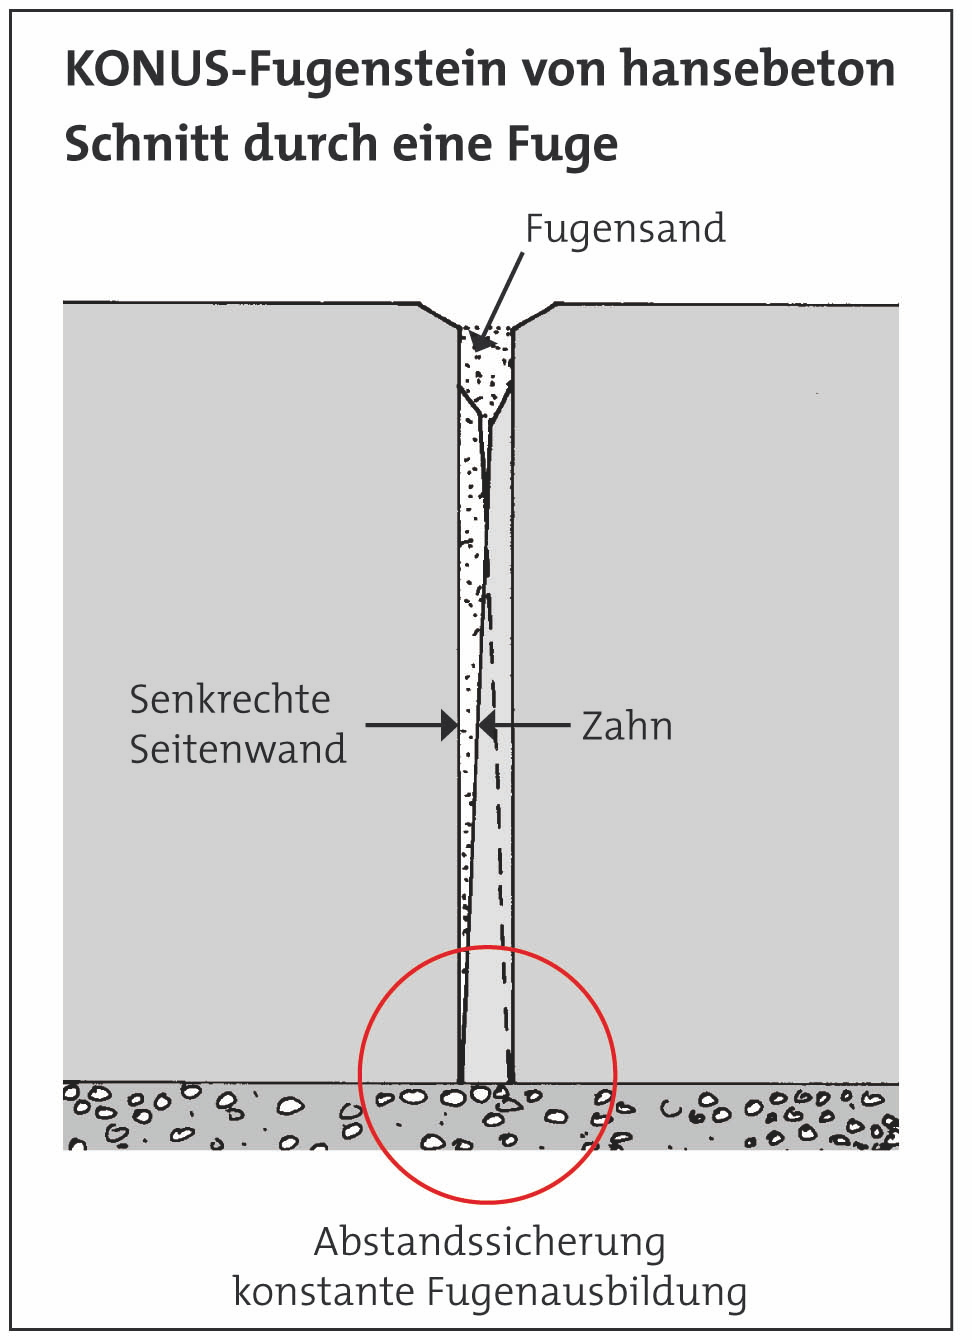 KONUS-Fugenstein von hansebeton
Schnitt durch eine Fuge
Fugensand
Senkrechte
Seitenwand
Zahn
Abstandssicherung
konstante Fugenausbildung